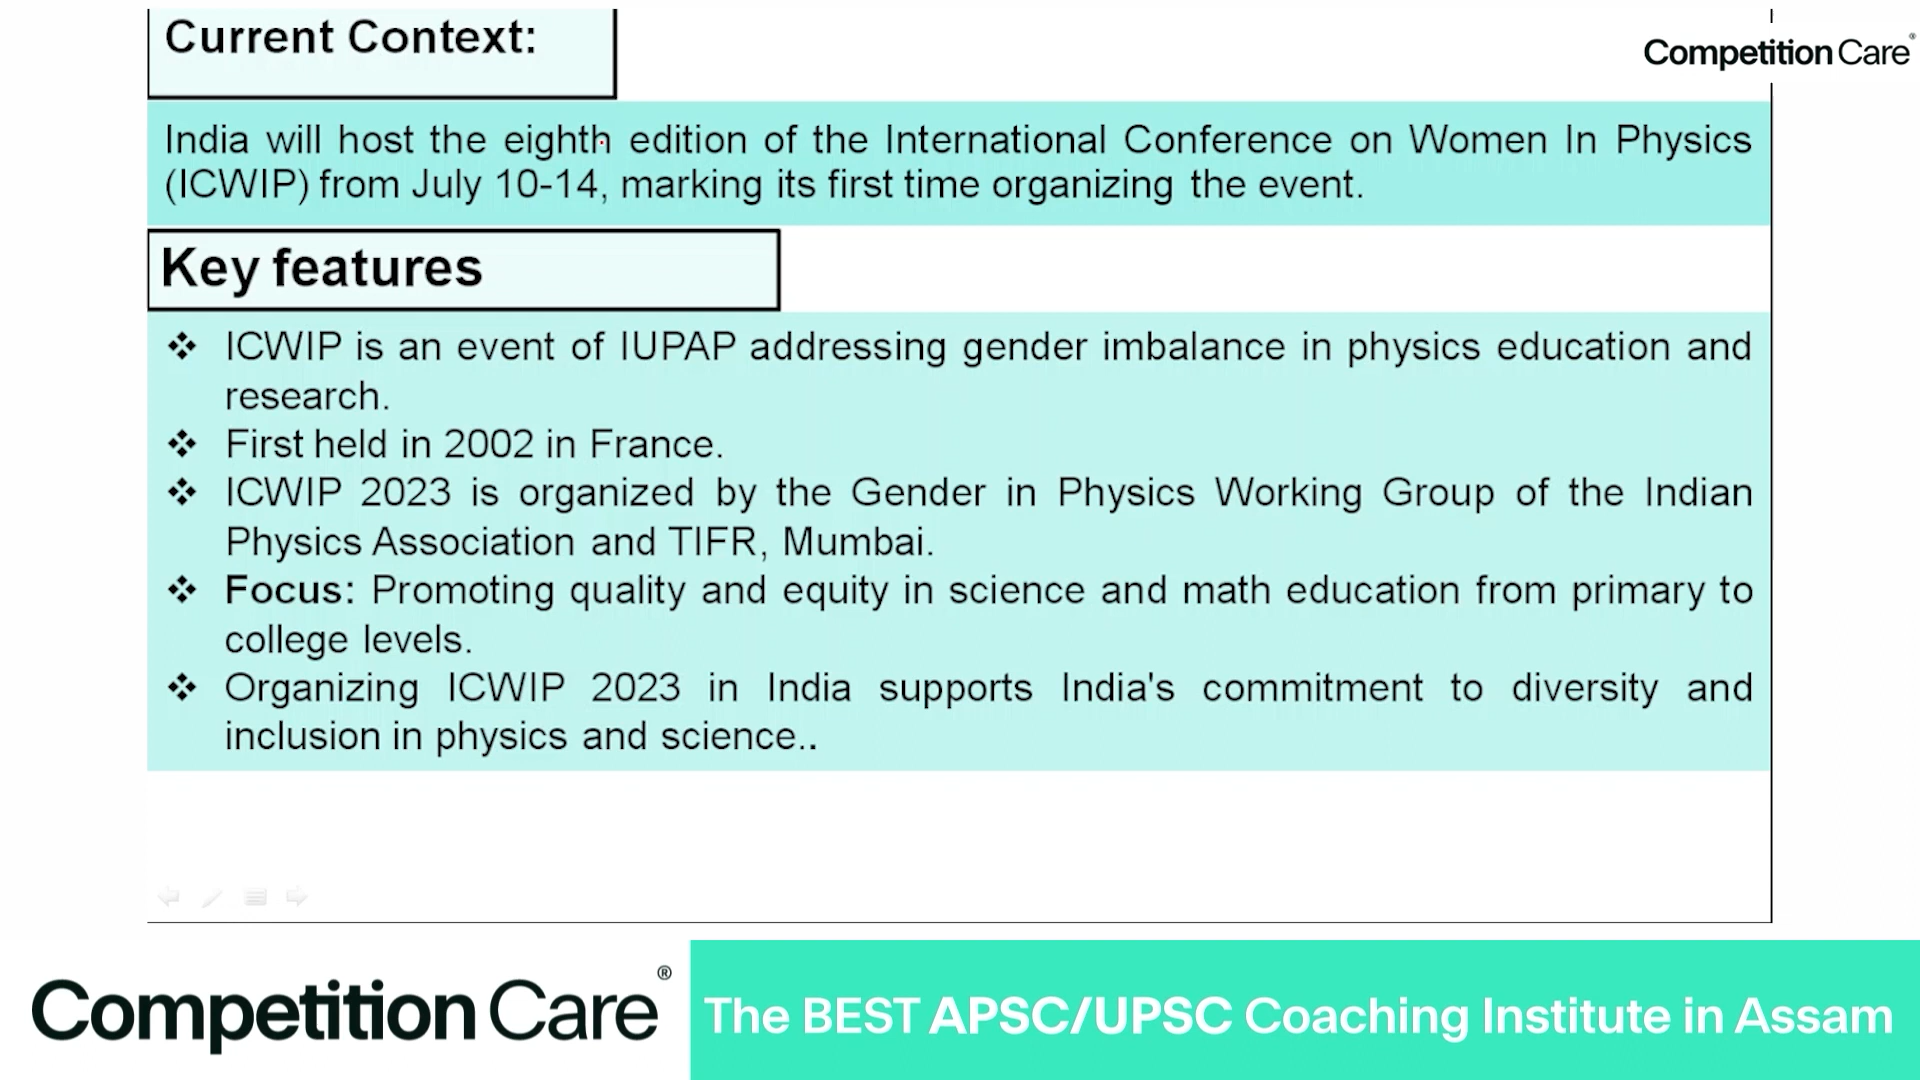 Current Context:
Competition Care®
India will host the eighth edition of the International Conference on Women In Physics
(ICWIP) from July 10-14, marking its first time organizing the event.
Key features
❖ ICWIP is an event of IUPAP addressing gender imbalance in physics education and
research.
❖ First held in 2002 in France.
❖ ICWIP 2023 is organized by the Gender in Physics Working Group of the Indian
Physics Association and TIFR, Mumbai.
❖ Focus: Promoting quality and equity in science and math education from primary to
college levels.
❖ Organizing ICWIP 2023 in India supports India's commitment to diversity and
inclusion in physics and science..
Competition Care®
The BEST APSC/UPSC Coaching Institute in Assam